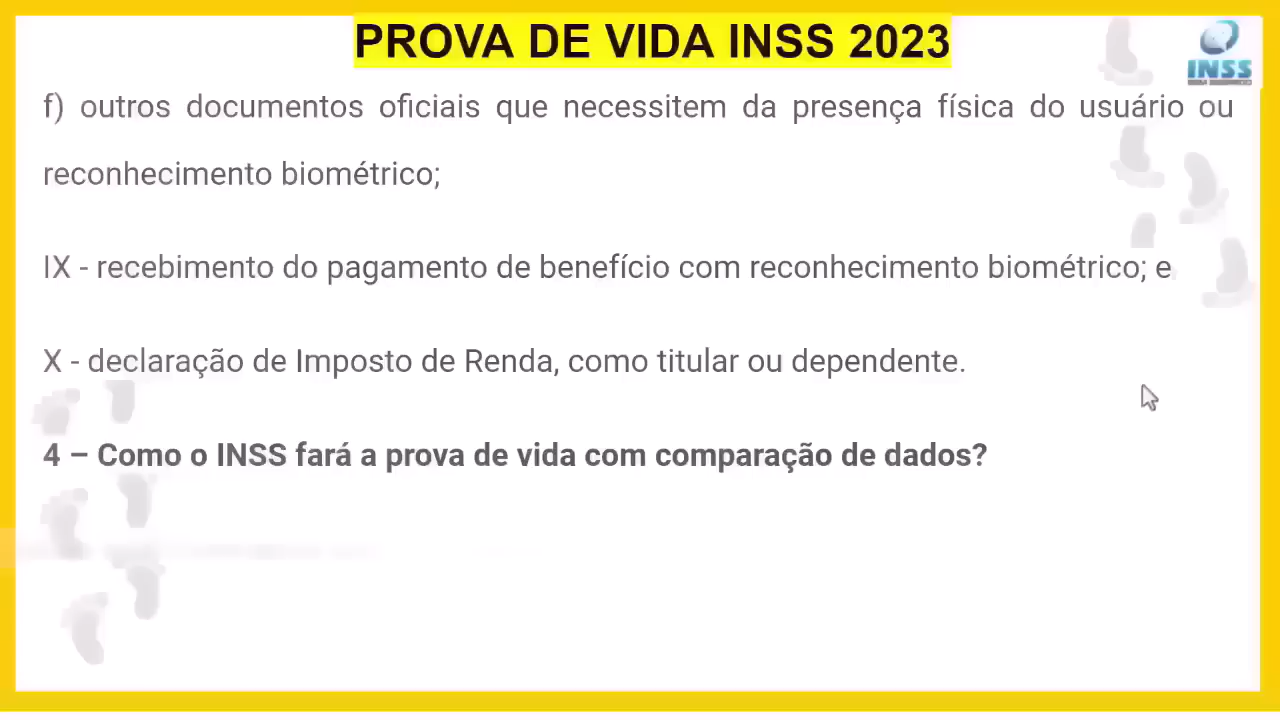 PROVA DE VIDA INSS 2023
INSS
f) outros documentos oficiais que necessitem da presença física do usuário ou
reconhecimento biométrico;
IX - recebimento do pagamento de benefício com reconhecimento biométrico; e
X - declaração de Imposto de Renda, como titular ou dependente.
4 – Como o INSS fará a prova de vida com comparação de dados?